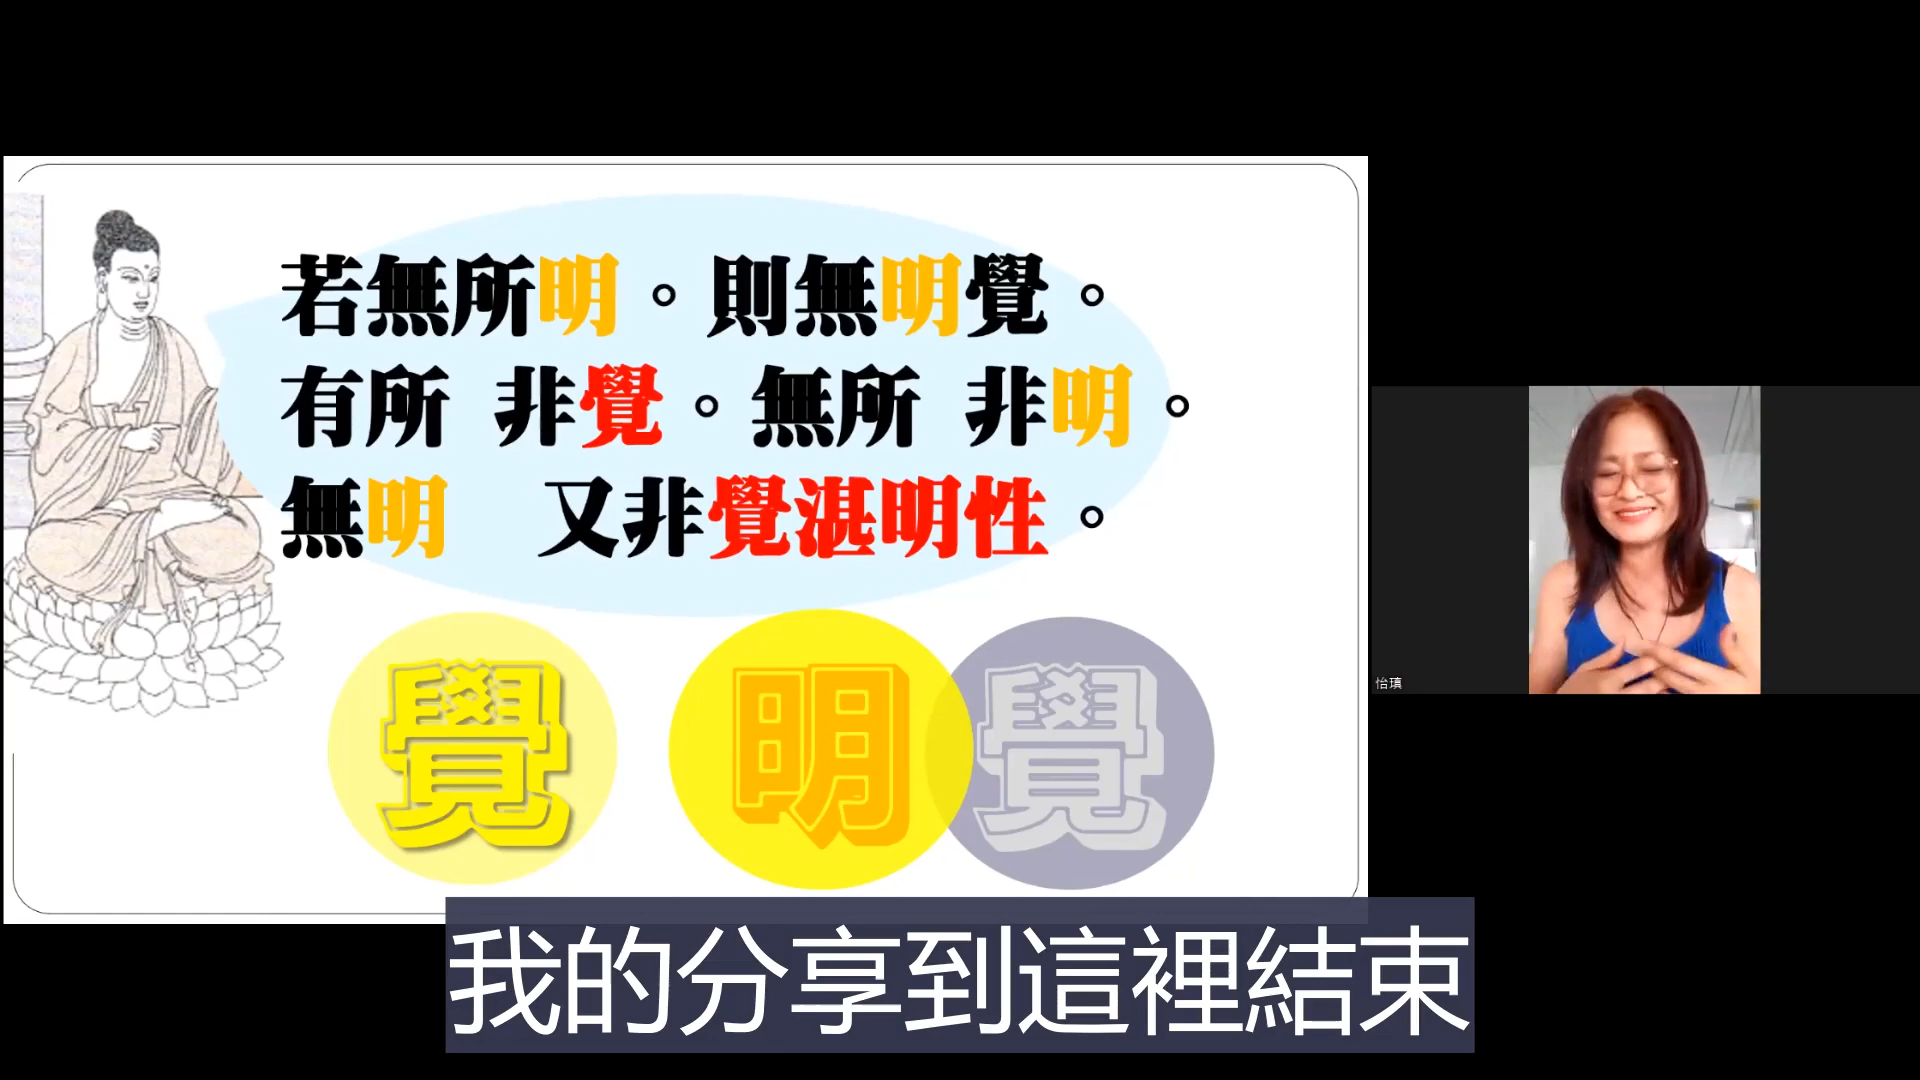 若無所明。則無明覺。
有所 非覺。無所 非明。
無明 又非覺湛明性。
覺 明 覺
怡瑱
我的分享到這裡結束